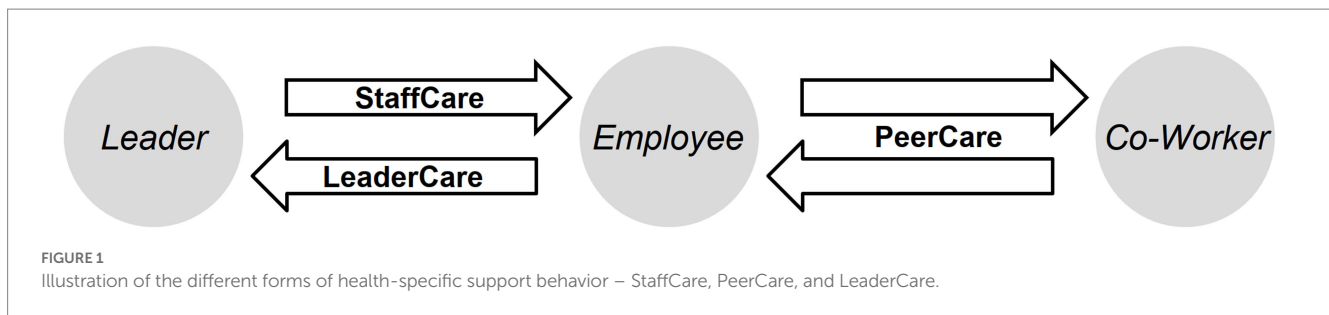 Leader
StaffCare
LeaderCare
Employee
PeerCare
Co-Worker
FIGURE 1
Illustration of the different forms of health-specific support behavior – StaffCare, PeerCare, and LeaderCare.